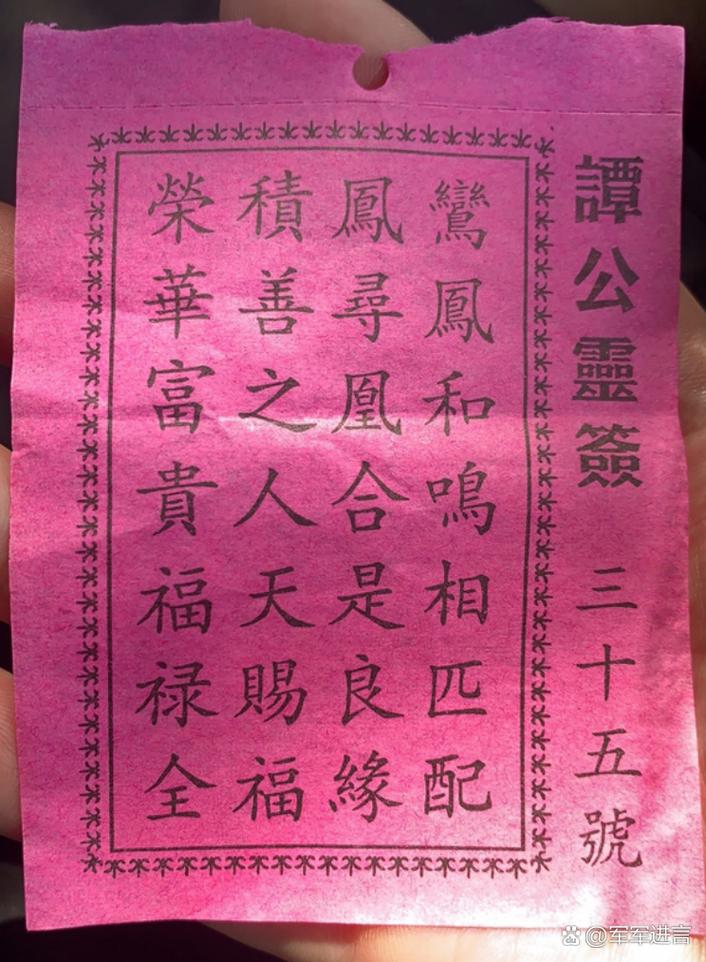 譚公靈簽 三十五號
鸞鳳和鳴相匹配
鳳尋凰合是良緣
積善之人天賜福
榮華富貴福禄全
@军军进言